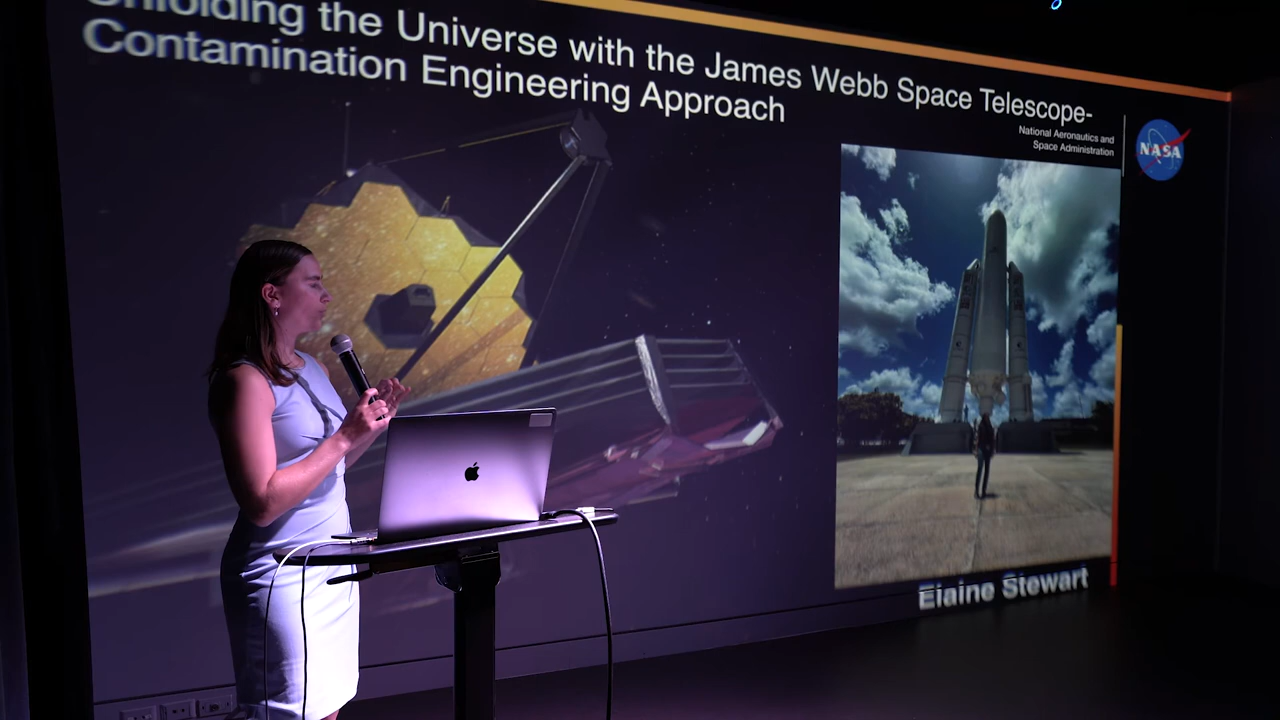 Unfolding the Universe with the James Webb Space Telescope-
Contamination Engineering Approach
National Aeronautics and
Space Administration
NASA
Elaine Stewart